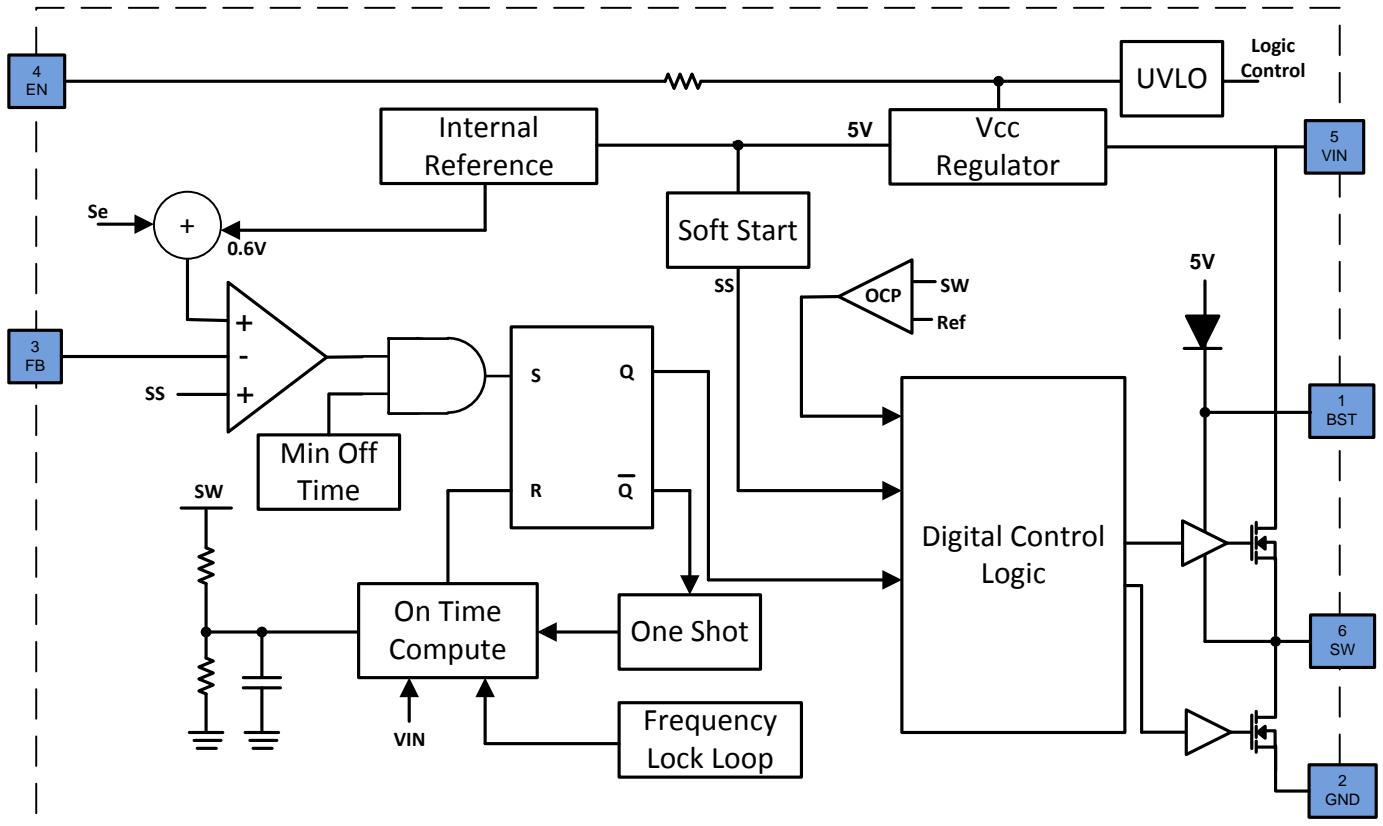 4
EN
UVLO
Logic
Control
Internal
Reference
5V
Vcc
Regulator
5
VIN
Se
+
0.6V
Soft Start
SS
OCP
SW
Ref
5V
3
FB
+
-
+
SS
S
Q
R
Q̅
Min Off
Time
1
BST
SW
Digital Control
Logic
On Time
Compute
One Shot
6
SW
VIN
Frequency
Lock Loop
2
GND